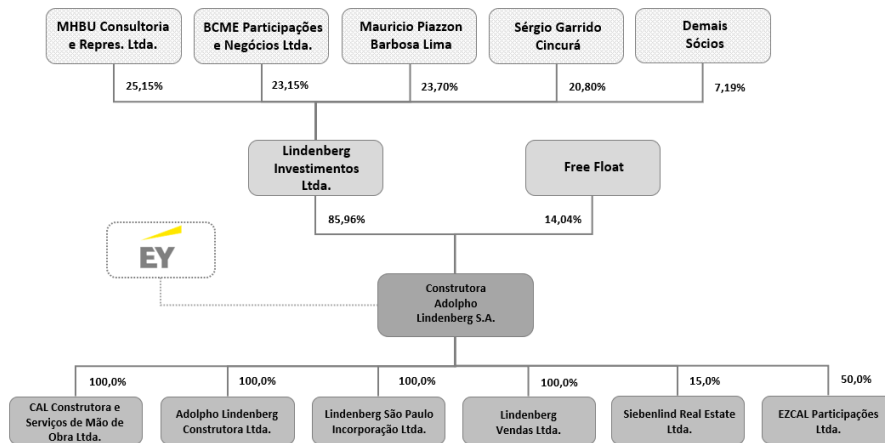 MHBU Consultoria
e Repres. Ltda.
BCME Participações
e Negócios Ltda.
Mauricio Piazzon
Barbosa Lima
Sérgio Garrido
Cincurá
Demais
Sócios
25,15%
23,15%
23,70%
20,80%
7,19%
Lindenberg
Investimentos
Ltda.
Free Float
85,96%
14,04%
EY
Construtora
Adolpho
Lindenberg S.A.
100,0%
100,0%
100,0%
100,0%
15,0%
50,0%
CAL Construtora e
Serviços de Mão de
Obra Ltda.
Adolpho Lindenberg
Construtora Ltda.
Lindenberg São Paulo
Incorporação Ltda.
Lindenberg
Vendas Ltda.
Siebenlind Real Estate
Ltda.
EZCAL Participações
Ltda.